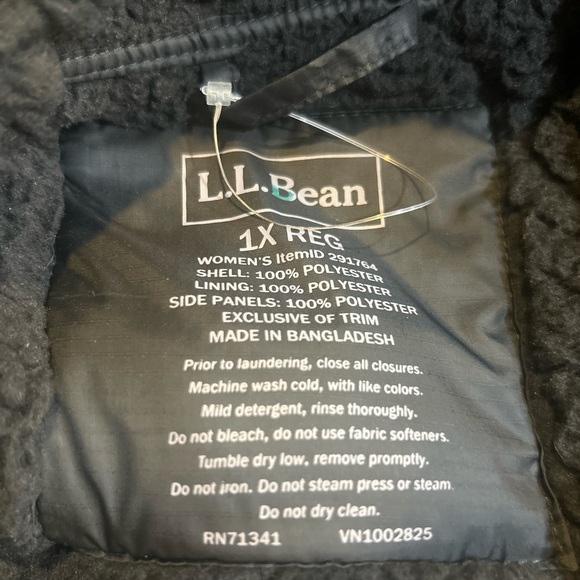 L.L.Bean
1X REG
WOMEN'S ItemID 291764
SHELL: 100% POLYESTER
LINING: 100% POLYESTER
SIDE PANELS: 100% POLYESTER
EXCLUSIVE OF TRIM
MADE IN BANGLADESH
Prior to laundering, close all closures.
Machine wash cold, with like colors.
Mild detergent, rinse thoroughly.
Do not bleach, do not use fabric softeners.
Tumble dry low, remove promptly.
Do not iron. Do not steam press or steam.
Do not dry clean.
RN71341 VN1002825